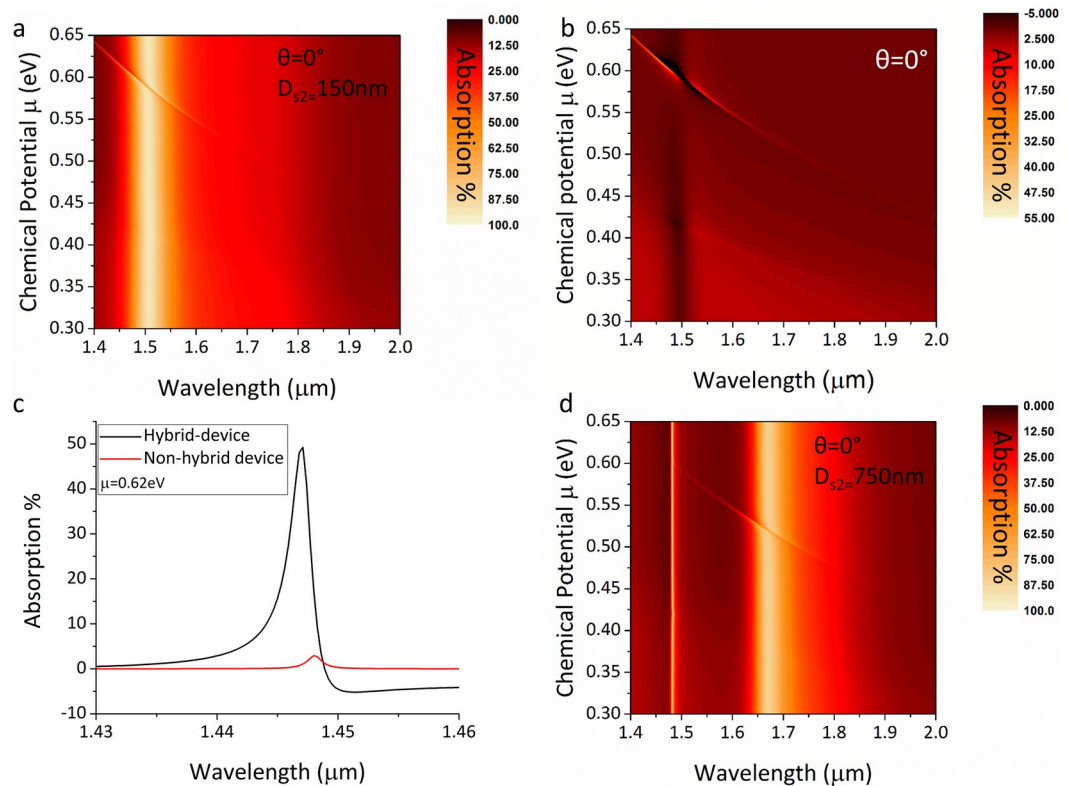 a
Chemical Potential μ (eV)
0.65
0.60
0.55
0.50
0.45
0.40
0.35
0.30
θ=0°
D_s2=150nm
1.4 1.5 1.6 1.7 1.8 1.9 2.0
Wavelength (μm)
0.000
12.50
25.00
37.50
50.00
62.50
75.00
87.50
100.0
Absorption %
b
Chemical potential μ (eV)
0.65
0.60
0.55
0.50
0.45
0.40
0.35
0.30
θ=0°
1.4 1.5 1.6 1.7 1.8 1.9 2.0
Wavelength (μm)
-5.000
2.500
10.00
17.50
25.00
32.50
40.00
47.50
55.00
Absorption %
c
Absorption %
50
40
30
20
10
0
-10
Hybrid-device
Non-hybrid device
μ=0.62eV
1.43 1.44 1.45 1.46
Wavelength (μm)
d
Chemical Potential μ (eV)
0.65
0.60
0.55
0.50
0.45
0.40
0.35
0.30
θ=0°
D_s2=750nm
1.4 1.5 1.6 1.7 1.8 1.9 2.0
Wavelength (μm)
0.000
12.50
25.00
37.50
50.00
62.50
75.00
87.50
100.0
Absorption %